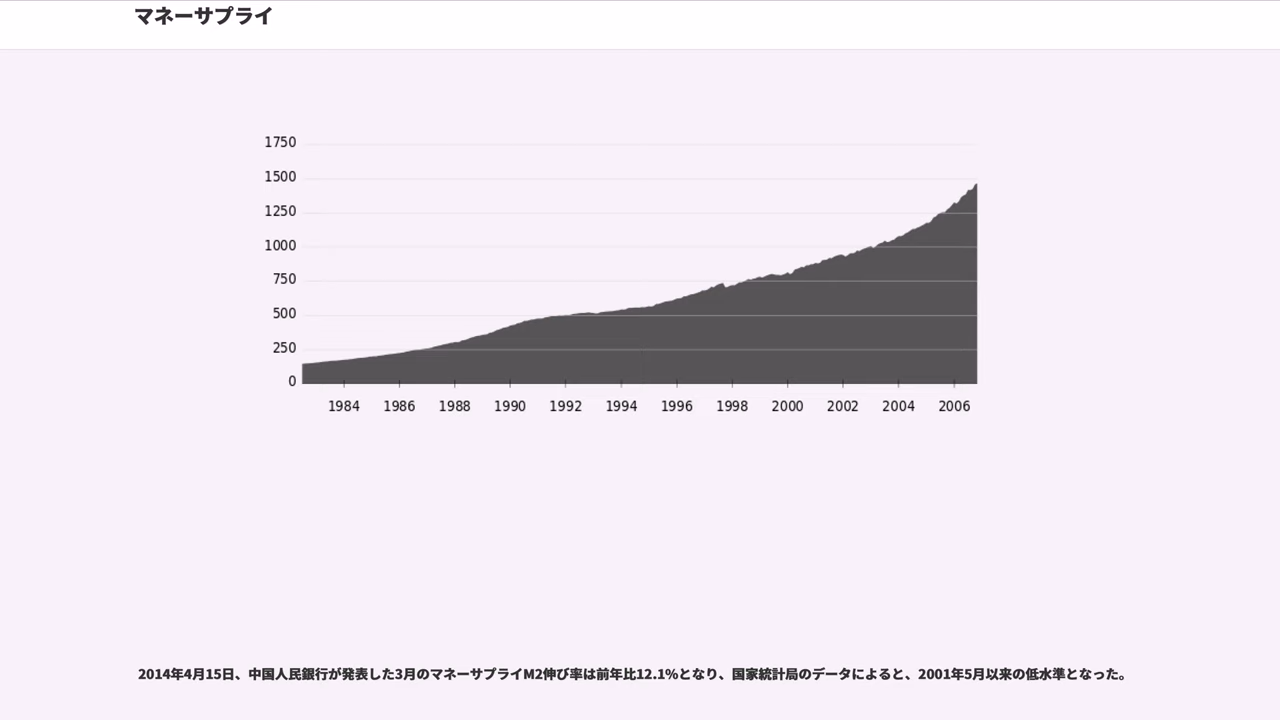 マネーサプライ
1750
1500
1250
1000
750
500
250
0
1984 1986 1988 1990 1992 1994 1996 1998 2000 2002 2004 2006
2014年4月15日、中国人民銀行が発表した3月のマネーサプライM2伸び率は前年比12.1%となり、国家統計局のデータによると、2001年5月以来の低水準となった。